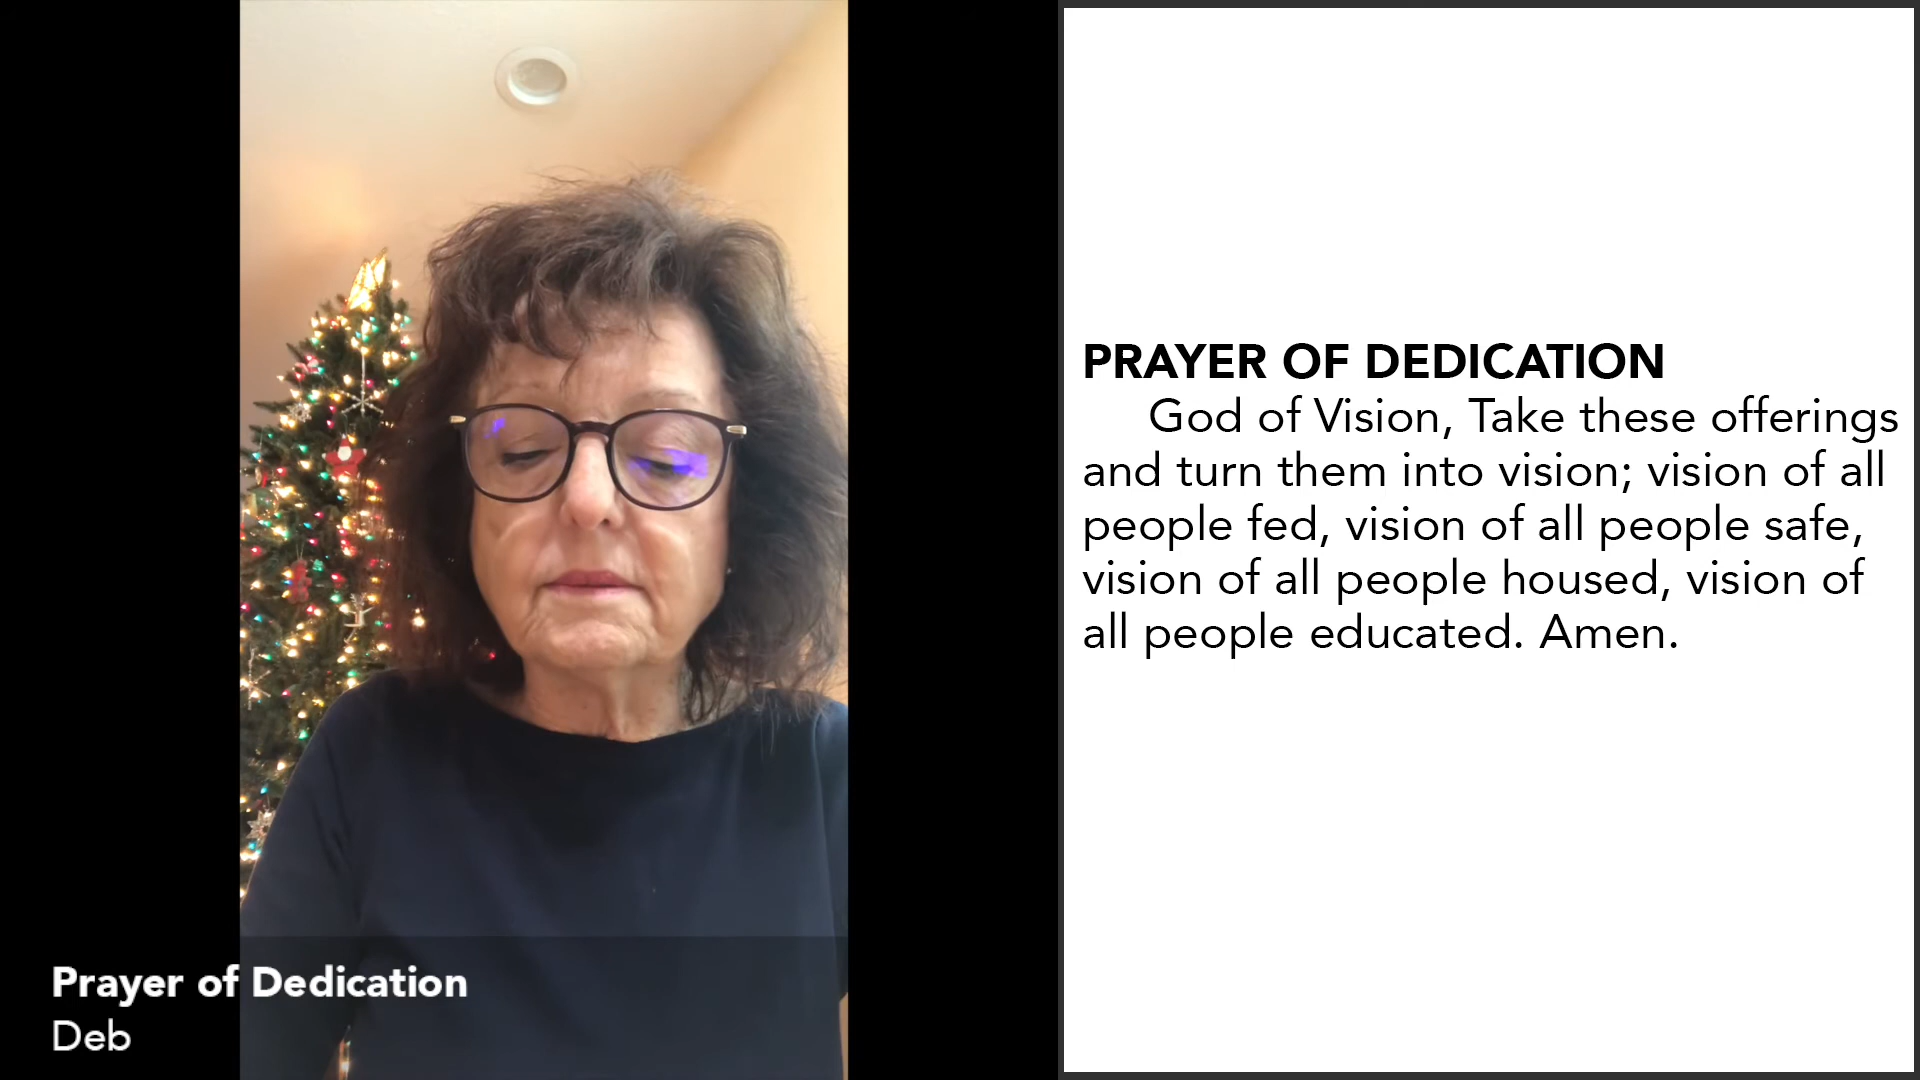 Prayer of Dedication
Deb
PRAYER OF DEDICATION
God of Vision, Take these offerings
and turn them into vision; vision of all
people fed, vision of all people safe,
vision of all people housed, vision of
all people educated. Amen.